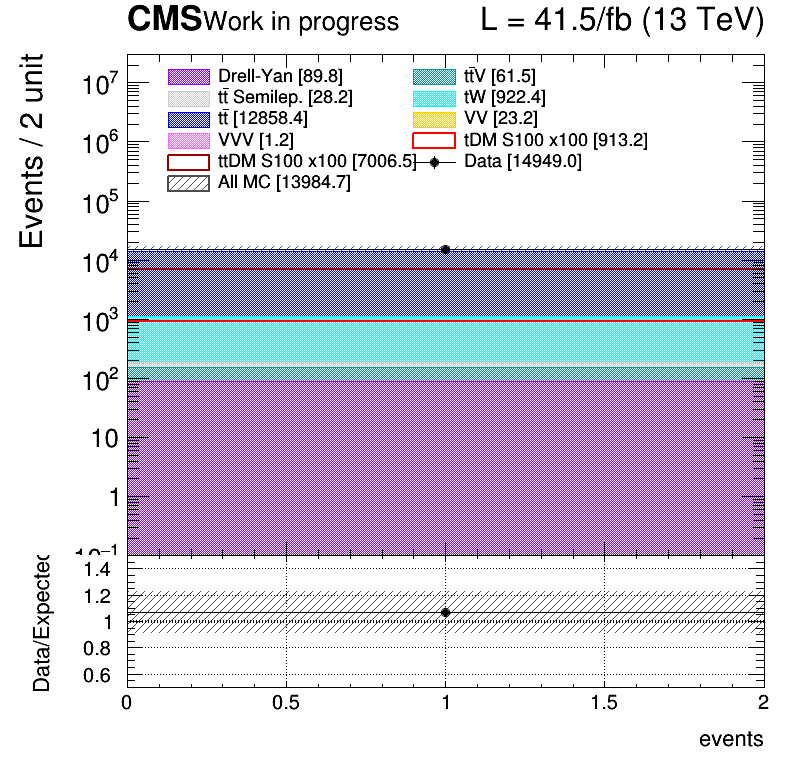 CMS Work in progress L = 41.5/fb (13 TeV)
Events / 2 unit
Drell-Yan [89.8] tt̄V [61.5]
tt̄ Semilep. [28.2] tW [922.4]
tt̄ [12858.4] VV [23.2]
VVV [1.2] tDM S100 x100 [913.2]
ttDM S100 x100 [7006.5] Data [14949.0]
All MC [13984.7]
10⁷
10⁶
10⁵
10⁴
10³
10²
10
1
10⁻¹
Data/Expected
1.4
1.2
1
0.8
0.6
0 0.5 1 1.5 2
events